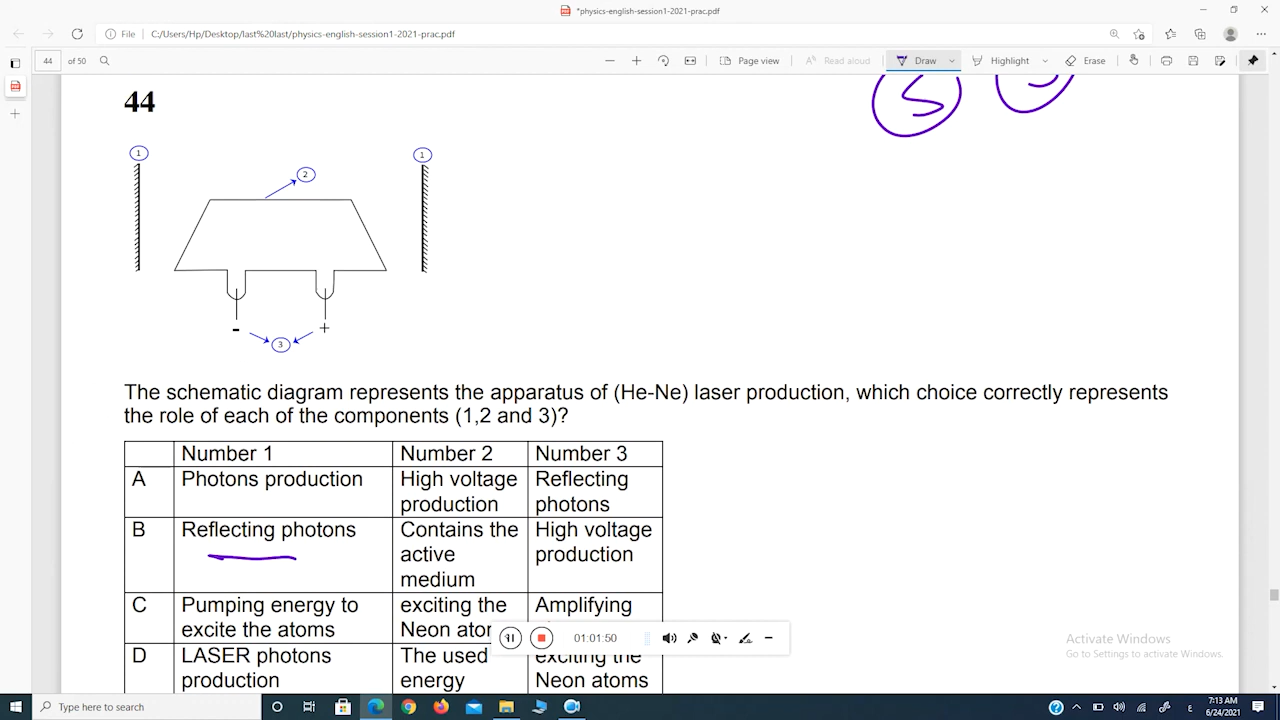 *physics-english-session1-2021-prac.pdf
File C:/Users/Hp/Desktop/last%20last/physics-english-session1-2021-prac.pdf
44 of 50 Page view Read aloud Draw Highlight Erase
44
1 1
2
- +
3
The schematic diagram represents the apparatus of (He-Ne) laser production, which choice correctly represents
the role of each of the components (1,2 and 3)?
Number 1 Number 2 Number 3
A Photons production High voltage Reflecting
production photons
B Reflecting photons Contains the High voltage
active production
medium
C Pumping energy to exciting the Amplifying
excite the atoms Neon
01:01:50
D LASER photons The used exciting the
production energy Neon atoms
Activate Windows
Go to Settings to activate Windows.
Type here to search
7:13 AM
6/24/2021